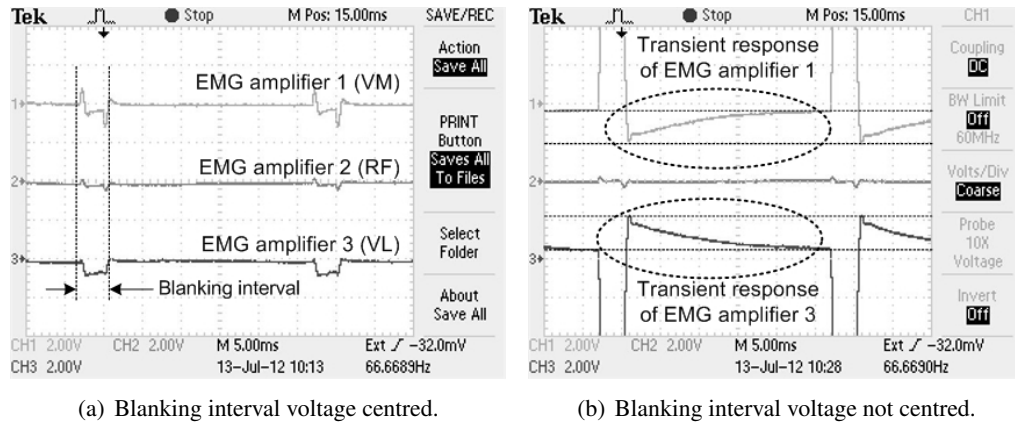 Tek Stop M Pos: 15.00ms SAVE/REC
Action
Save All
EMG amplifier 1 (VM)
1
PRINT
Button
Saves All
To Files
EMG amplifier 2 (RF)
2
EMG amplifier 3 (VL)
3
Select
Folder
Blanking interval
About
Save All
CH1 2.00V CH2 2.00V M 5.00ms Ext -32.0mV
CH3 2.00V 13-Jul-12 10:13 66.6689Hz
(a) Blanking interval voltage centred.
Tek Stop M Pos: 15.00ms CH1
Transient response
of EMG amplifier 1
Coupling
DC
1
BW Limit
Off
60MHz
2
Volts/Div
Coarse
3
Probe
10X
Voltage
Transient response
of EMG amplifier 3
Invert
Off
CH1 2.00V CH2 2.00V M 5.00ms Ext -32.0mV
CH3 2.00V 13-Jul-12 10:28 66.6690Hz
(b) Blanking interval voltage not centred.